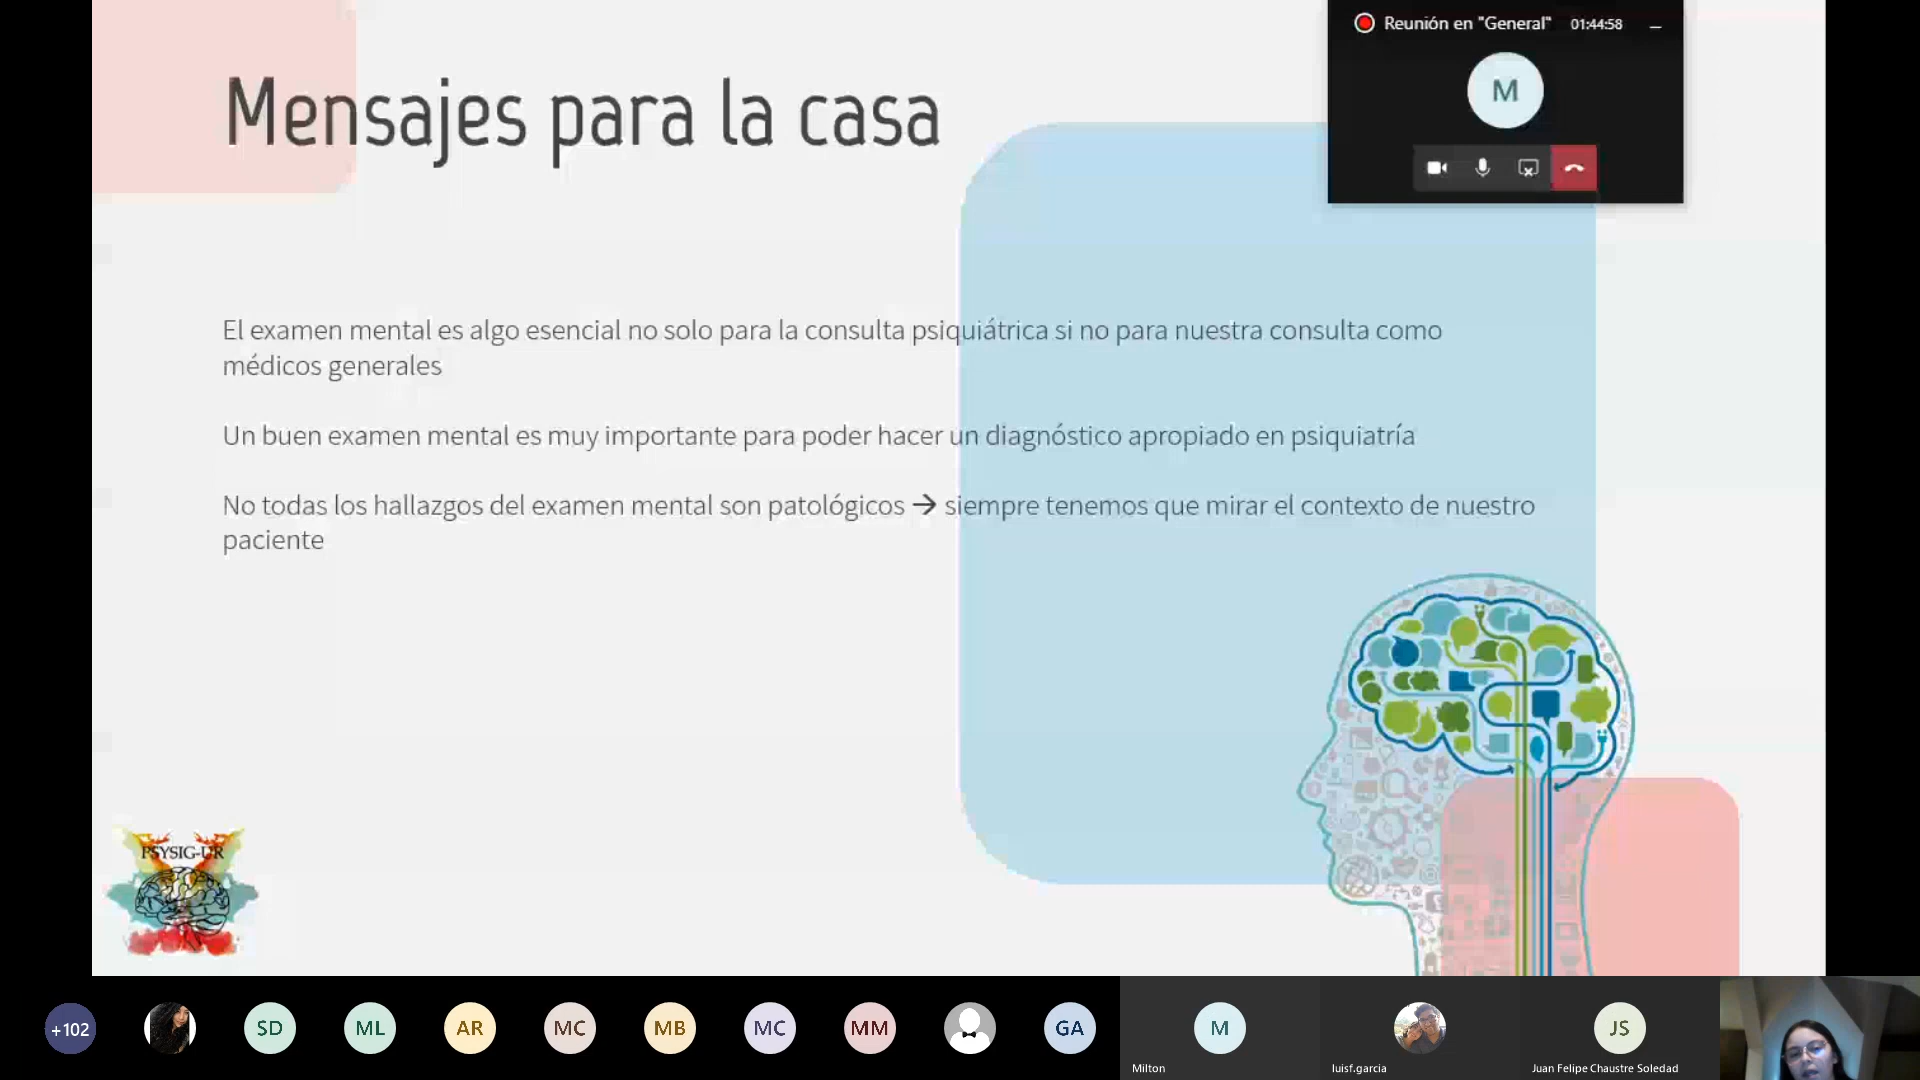 Reunión en "General" 01:44:58
M
Mensajes para la casa
El examen mental es algo esencial no solo para la consulta psiquiátrica si no para nuestra consulta como
médicos generales
Un buen examen mental es muy importante para poder hacer un diagnóstico apropiado en psiquiatría
No todas los hallazgos del examen mental son patológicos → siempre tenemos que mirar el contexto de nuestro
paciente
PSYSIG-UR
+102 SD ML AR MC MB MC MM GA M JS
Milton luisf.garcia Juan Felipe Chaustre Soledad